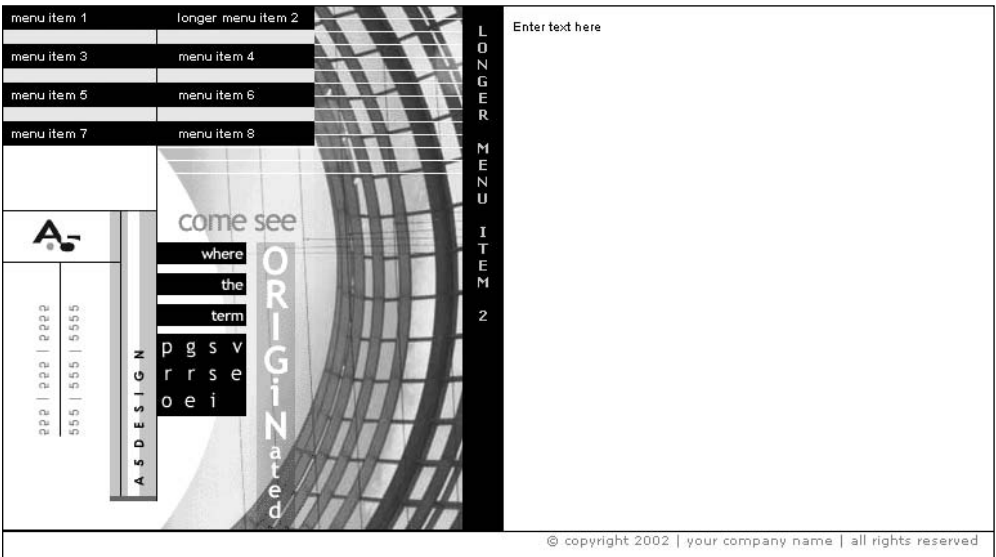 menu item 1
longer menu item 2
menu item 3
menu item 4
menu item 5
menu item 6
menu item 7
menu item 8
A5
222 | 222 | 2222
555 | 555 | 5555
A5DESIGN
come see
where
the
term
p g s v
r r s e
o e i
ORIGiNated
LONGER MENU ITEM 2
Enter text here
© copyright 2002 | your company name | all rights reserved